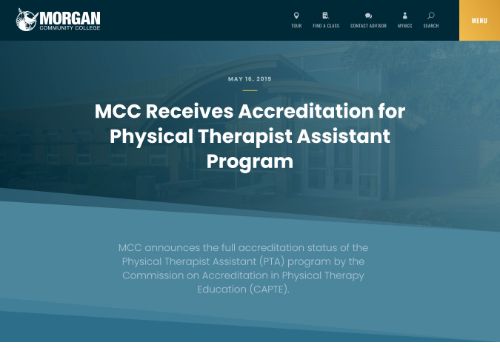 MORGAN
COMMUNITY COLLEGE
TOUR
FIND A CLASS
CONTACT ADVISOR
MYMCC
SEARCH
MENU
MAY 16, 2015
MCC Receives Accreditation for
Physical Therapist Assistant
Program
MCC announces the full accreditation status of the
Physical Therapist Assistant (PTA) program by the
Commission on Accreditation in Physical Therapy
Education (CAPTE).